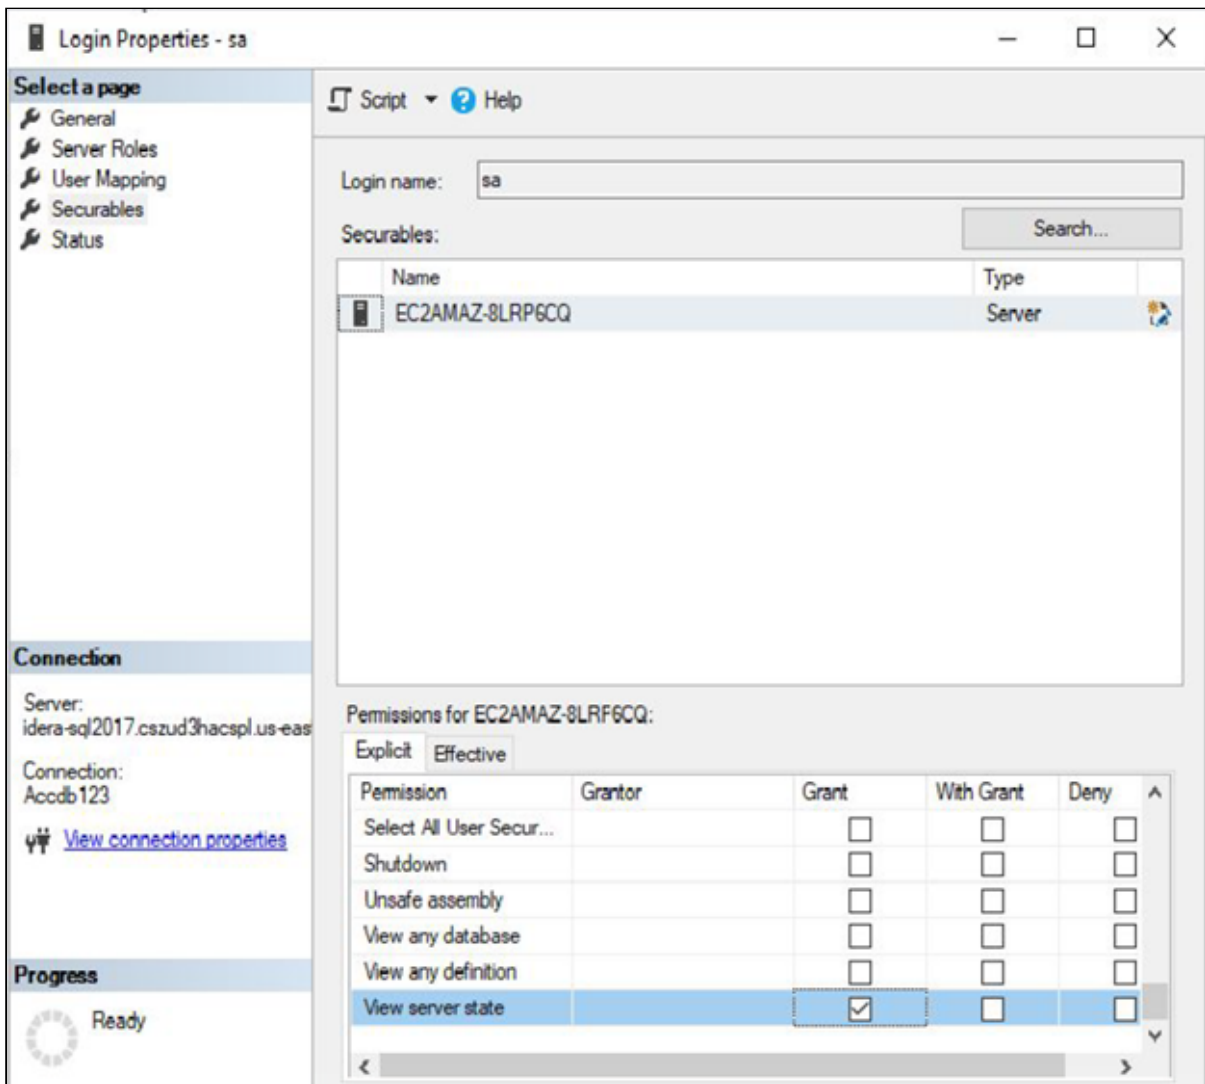 Login Properties - sa
Select a page
General
Server Roles
User Mapping
Securables
Status
Script
Help
Login name: sa
Securables:
Search...
Name Type
EC2AMAZ-8LRP6CQ Server
Connection
Server:
idera-sql2017.cszud3hacspl.us-eas
Connection:
Accdb123
View connection properties
Progress
Ready
Permissions for EC2AMAZ-8LRF6CQ:
Explicit Effective
Permission Grantor Grant With Grant Deny
Select All User Secur...
Shutdown
Unsafe assembly
View any database
View any definition
View server state